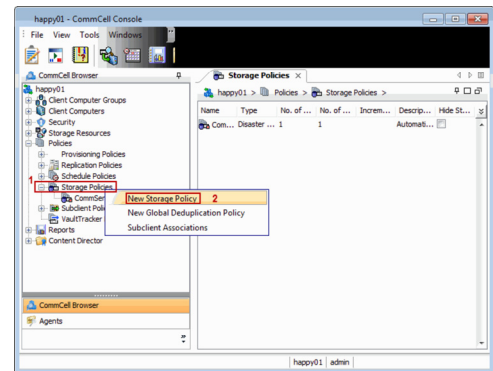 happy01 - CommCell Console
File View Tools Windows
CommCell Browser
happy01
Client Computer Groups
Client Computers
Security
Storage Resources
Policies
Provisioning Policies
Replication Policies
Schedule Policies
1 Storage Policies
CommSer
Subclient Poli
VaultTracker
Reports
Content Director
CommCell Browser
Agents
New Storage Policy 2
New Global Deduplication Policy
Subclient Associations
Storage Policies
happy01 > Policies > Storage Policies >
Name Type No. of ... No. of ... Increm... Descrip... Hide St...
Com... Disaster ... 1 1 Automati...
happy01 admin